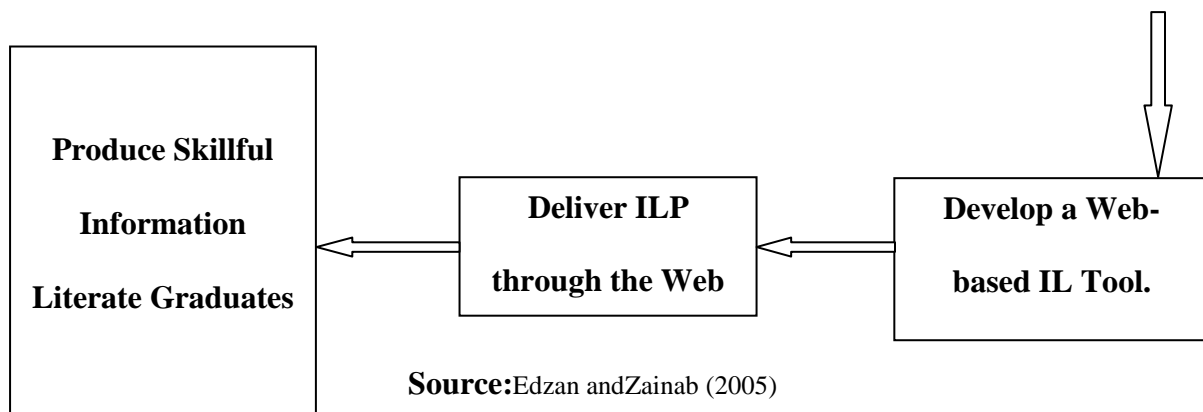 Produce Skillful
Information
Literate Graduates
Deliver ILP
through the Web
Develop a Web-
based IL Tool.
Source:Edzan andZainab (2005)